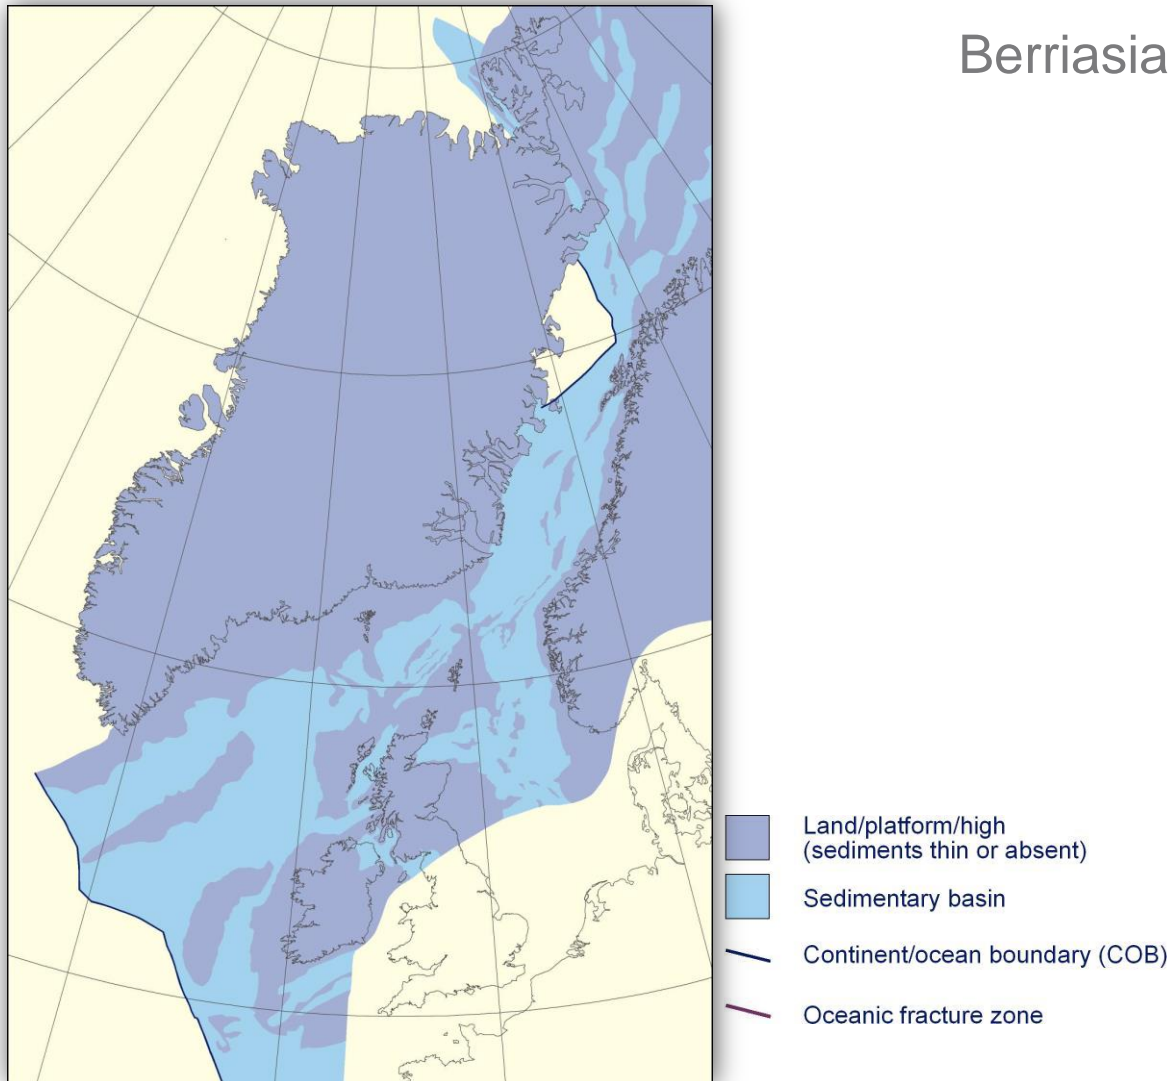 Berriasia
Land/platform/high
(sediments thin or absent)
Sedimentary basin
Continent/ocean boundary (COB)
Oceanic fracture zone